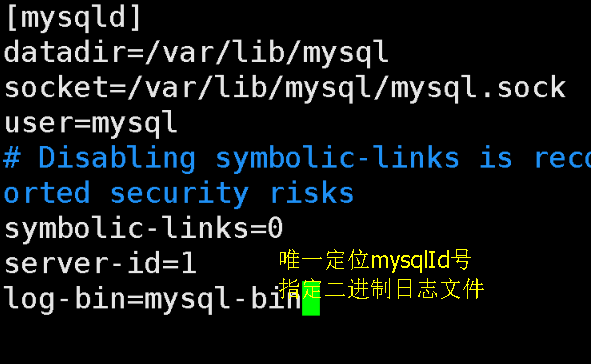 [mysqld]
datadir=/var/lib/mysql
socket=/var/lib/mysql/mysql.sock
user=mysql
# Disabling symbolic-links is reco
orted security risks
symbolic-links=0
server-id=1 唯一定位mysqlId号
log-bin=mysql-bin 指定二进制日志文件